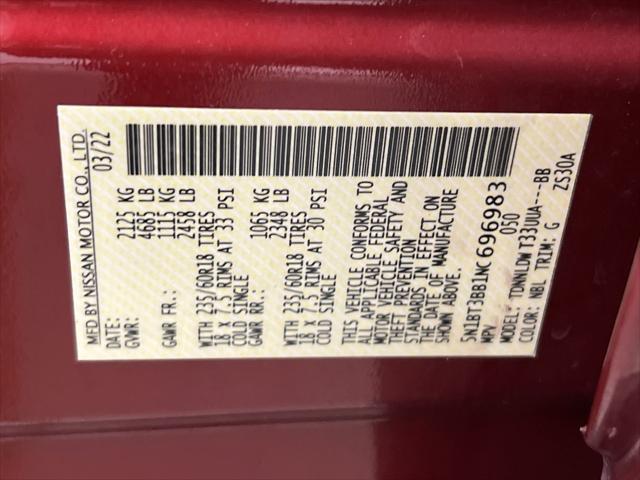 MFD BY NISSAN MOTOR CO., LTD.
DATE: 03/22
GVWR: 2125 KG
4685 LB
GAWR FR.: 1115 KG
2458 LB
WITH 235/60R18 TIRES
18 X 7.5 RIMS AT 33 PSI
COLD SINGLE
GAWR RR.: 1065 KG
2348 LB
WITH 235/60R18 TIRES
18 X 7.5 RIMS AT 30 PSI
COLD SINGLE
THIS VEHICLE CONFORMS TO
ALL APPLICABLE FEDERAL
MOTOR VEHICLE SAFETY AND
THEFT PREVENTION
STANDARDS IN EFFECT ON
THE DATE OF MANUFACTURE
SHOWN ABOVE.
5N1BT3BB1NC696983
MPV 050
MODEL: TDNNLDW T33UUA---BB
COLOR: NBL TRIM: G ZS30A